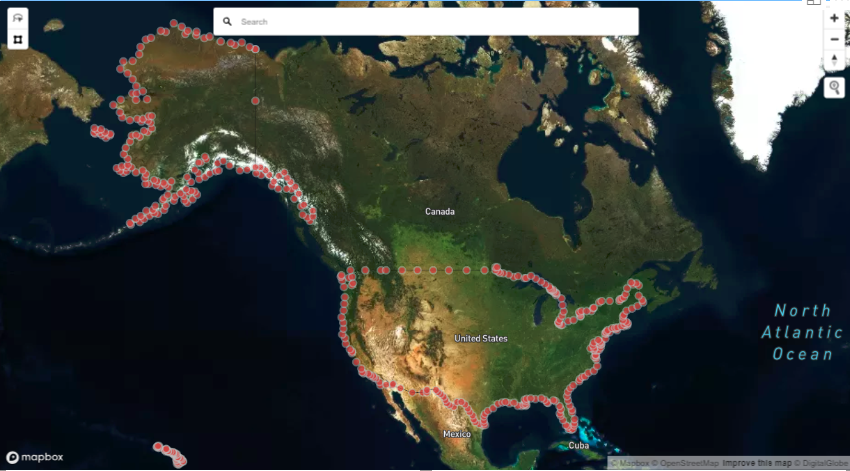 Search
Canada
North
Atlantic
Ocean
United States
Mexico
Cuba
mapbox
© Mapbox © OpenStreetMap Improve this map © DigitalGlobe